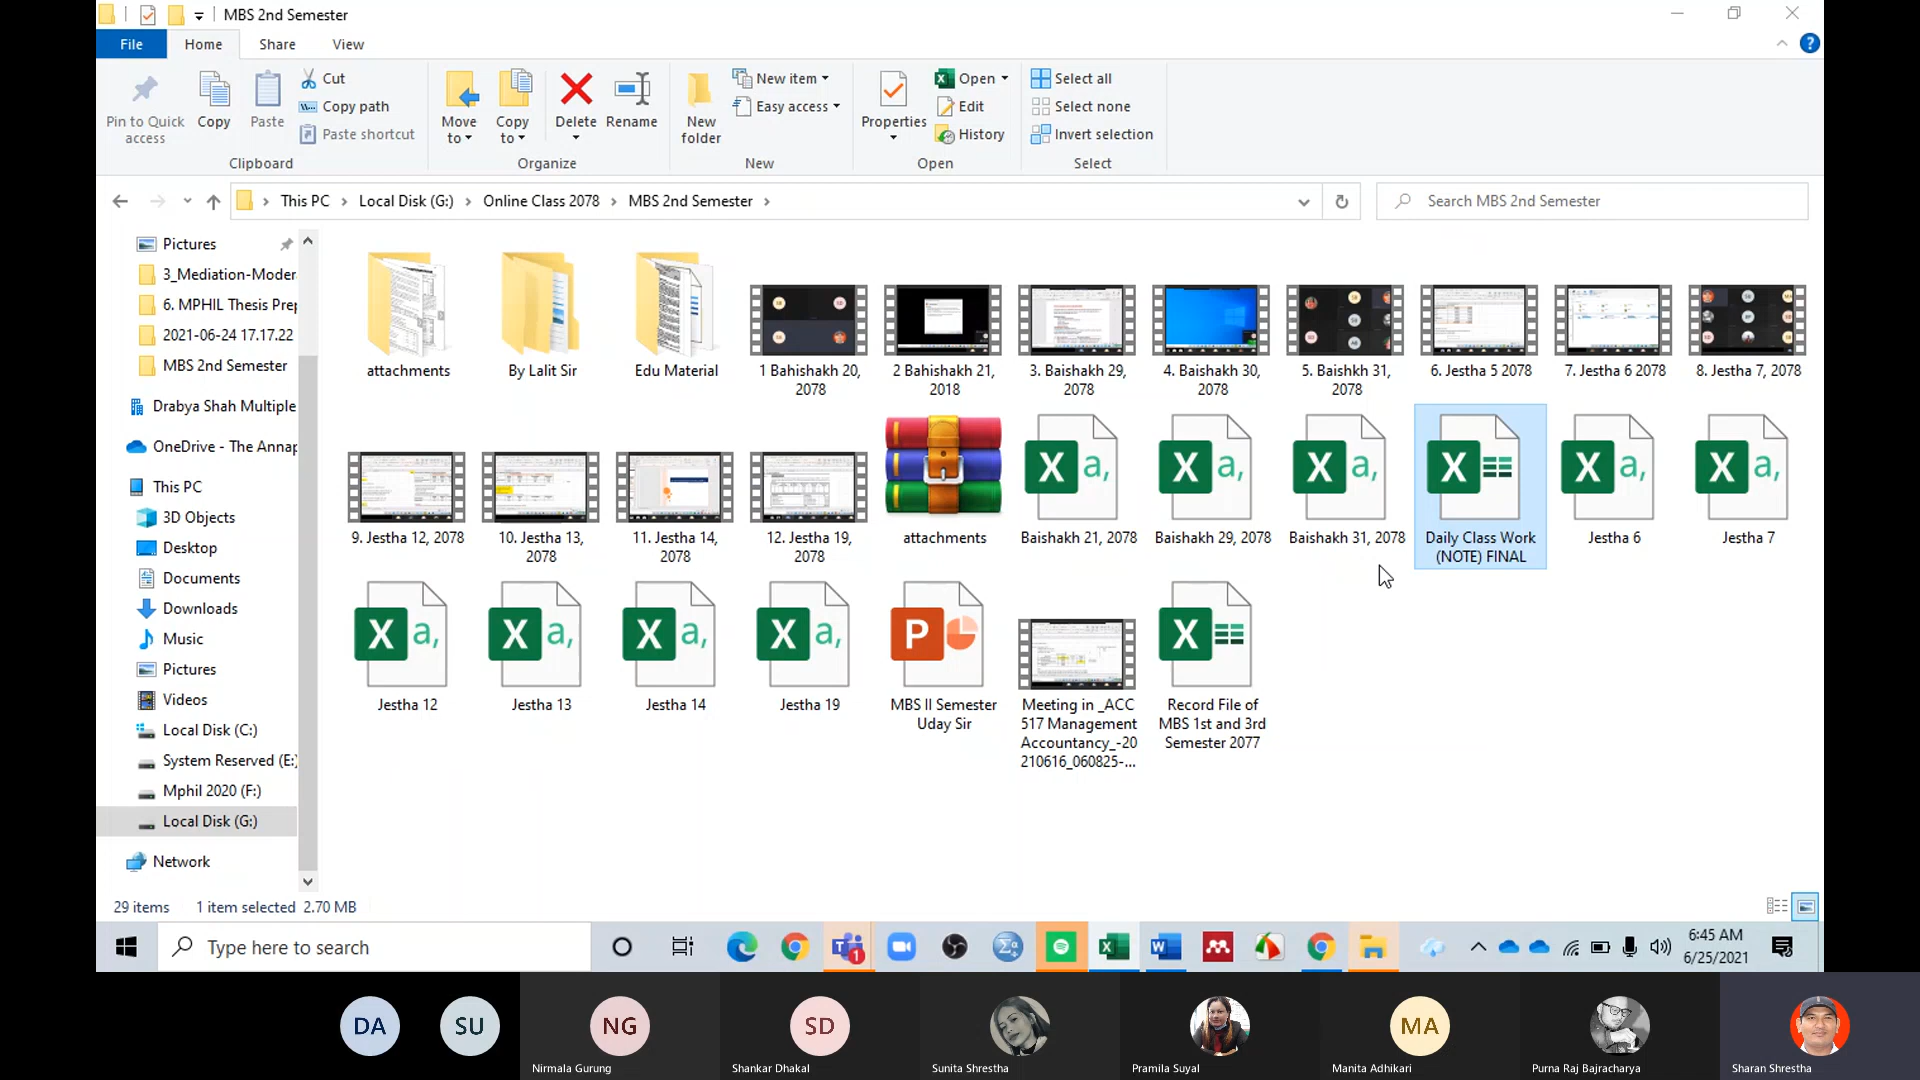 MBS 2nd Semester
File Home Share View
Pin to Quick access
Copy
Paste
Cut
Copy path
Paste shortcut
Clipboard
Move to
Copy to
Delete
Rename
Organize
New folder
New item
Easy access
New
Properties
Open
Edit
History
Open
Select all
Select none
Invert selection
Select
This PC > Local Disk (G:) > Online Class 2078 > MBS 2nd Semester >
Search MBS 2nd Semester
Pictures
3_Mediation-Moder
6. MPHIL Thesis Prep
2021-06-24 17.17.22
MBS 2nd Semester
Drabya Shah Multiple
OneDrive - The Annap
This PC
3D Objects
Desktop
Documents
Downloads
Music
Pictures
Videos
Local Disk (C:)
System Reserved (E:)
Mphil 2020 (F:)
Local Disk (G:)
Network
attachments
By Lalit Sir
Edu Material
1 Bahishakh 20, 2078
2 Bahishakh 21, 2018
3. Baishakh 29, 2078
4. Baishakh 30, 2078
5. Baishkh 31, 2078
6. Jestha 5 2078
7. Jestha 6 2078
8. Jestha 7, 2078
9. Jestha 12, 2078
10. Jestha 13, 2078
11. Jestha 14, 2078
12. Jestha 19, 2078
attachments
Baishakh 21, 2078
Baishakh 29, 2078
Baishakh 31, 2078
Daily Class Work (NOTE) FINAL
Jestha 6
Jestha 7
Jestha 12
Jestha 13
Jestha 14
Jestha 19
MBS II Semester Uday Sir
Meeting in _ACC 517 Management Accountancy_-20210616_060825-...
Record File of MBS 1st and 3rd Semester 2077
29 items 1 item selected 2.70 MB
Type here to search
6:45 AM
6/25/2021
DA
SU
NG
Nirmala Gurung
SD
Shankar Dhakal
Sunita Shrestha
Pramila Suyal
MA
Manita Adhikari
Purna Raj Bajracharya
Sharan Shrestha